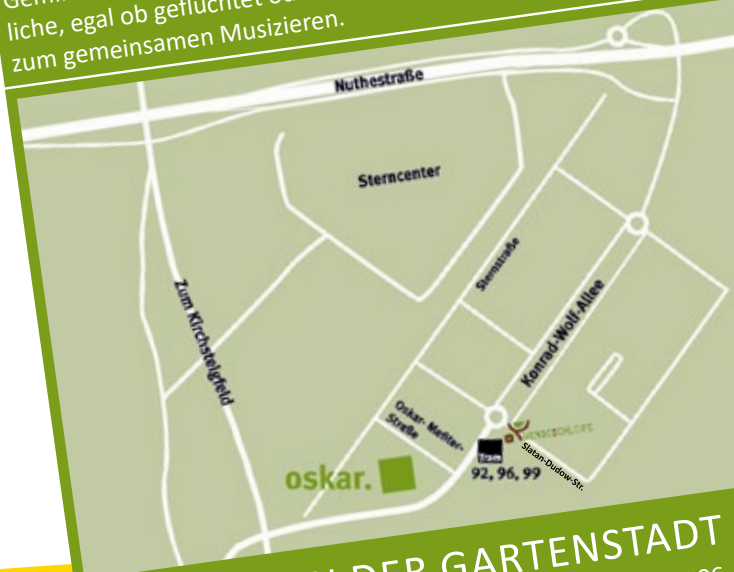 liche, egal ob geflüchtet
zum gemeinsamen Musizieren.
Nuthestraße
Sterncenter
Sternstraße
Zum Kirchsteigfeld
Konrad-Wolf-Allee
Oskar-Meßter-
Straße
Tram
92, 96, 99
Slatan-Dudow-Str.
oskar.
DER GARTENSTADT